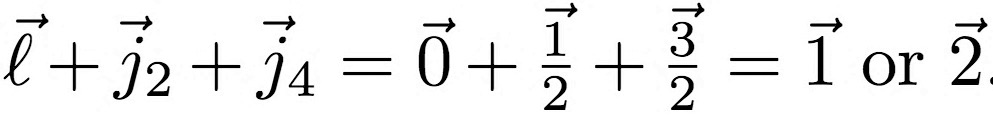 $\vec{\ell} + \vec{j}_2 + \vec{j}_4 = \vec{0} + \vec{\frac{1}{2}} + \vec{\frac{3}{2}} = \vec{1} \text{ or } \vec{2}.$